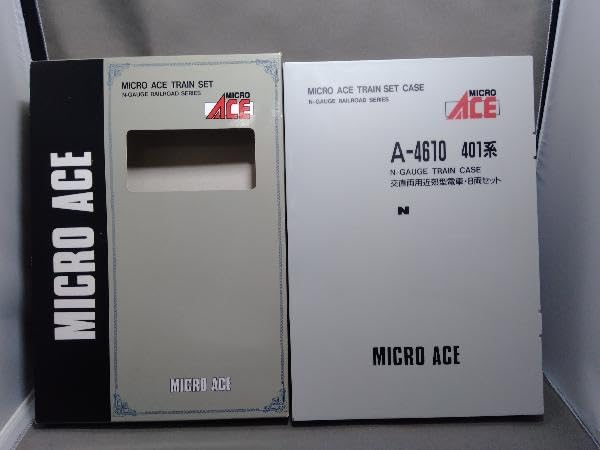 MICRO ACE
MICRO ACE TRAIN SET
N-GAUGE RAILROAD SERIES
MICRO
ACE
MICRO ACE
MICRO ACE TRAIN SET CASE
N-GAUGE RAILROAD SERIES
MICRO
ACE
A-4610 401系
N-GAUGE TRAIN CASE
交直両用近郊型電車・8両セット
N
MICRO ACE